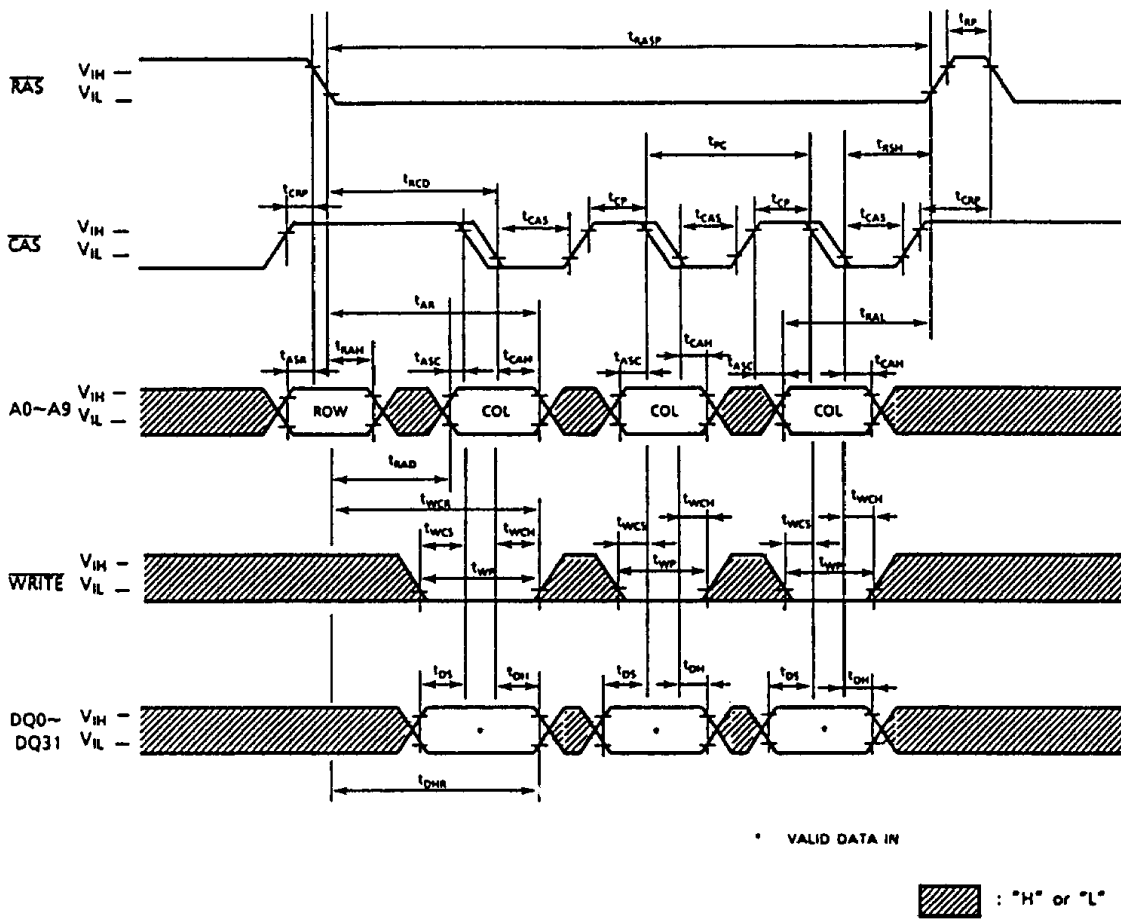 tRP
tRASP
RAS VIH —
VIL —
tPC tRSH
tRCD
tCRP tCP tCP tCRP
CAS VIH — tCAS tCAS tCAS
VIL —
tAR tRAL
tASR tRAH tASC tCAH tASC tCAH tASC tCAH
A0~A9 VIH — ROW COL COL COL
VIL —
tRAD
tWCR
tWCS tWCH tWCS tWCH tWCS tWCH
tWP tWP tWP
WRITE VIH —
VIL —
tDS tDH tDS tDH tDS tDH
DQ0~ VIH — * * *
DQ31 VIL —
tDHR
* VALID DATA IN
: "H" or "L"